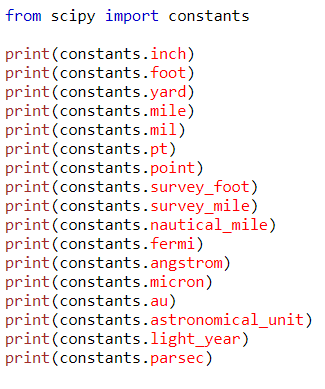 from scipy import constants
print(constants.inch)
print(constants.foot)
print(constants.yard)
print(constants.mile)
print(constants.mil)
print(constants.pt)
print(constants.point)
print(constants.survey_foot)
print(constants.survey_mile)
print(constants.nautical_mile)
print(constants.fermi)
print(constants.angstrom)
print(constants.micron)
print(constants.au)
print(constants.astronomical_unit)
print(constants.light_year)
print(constants.parsec)